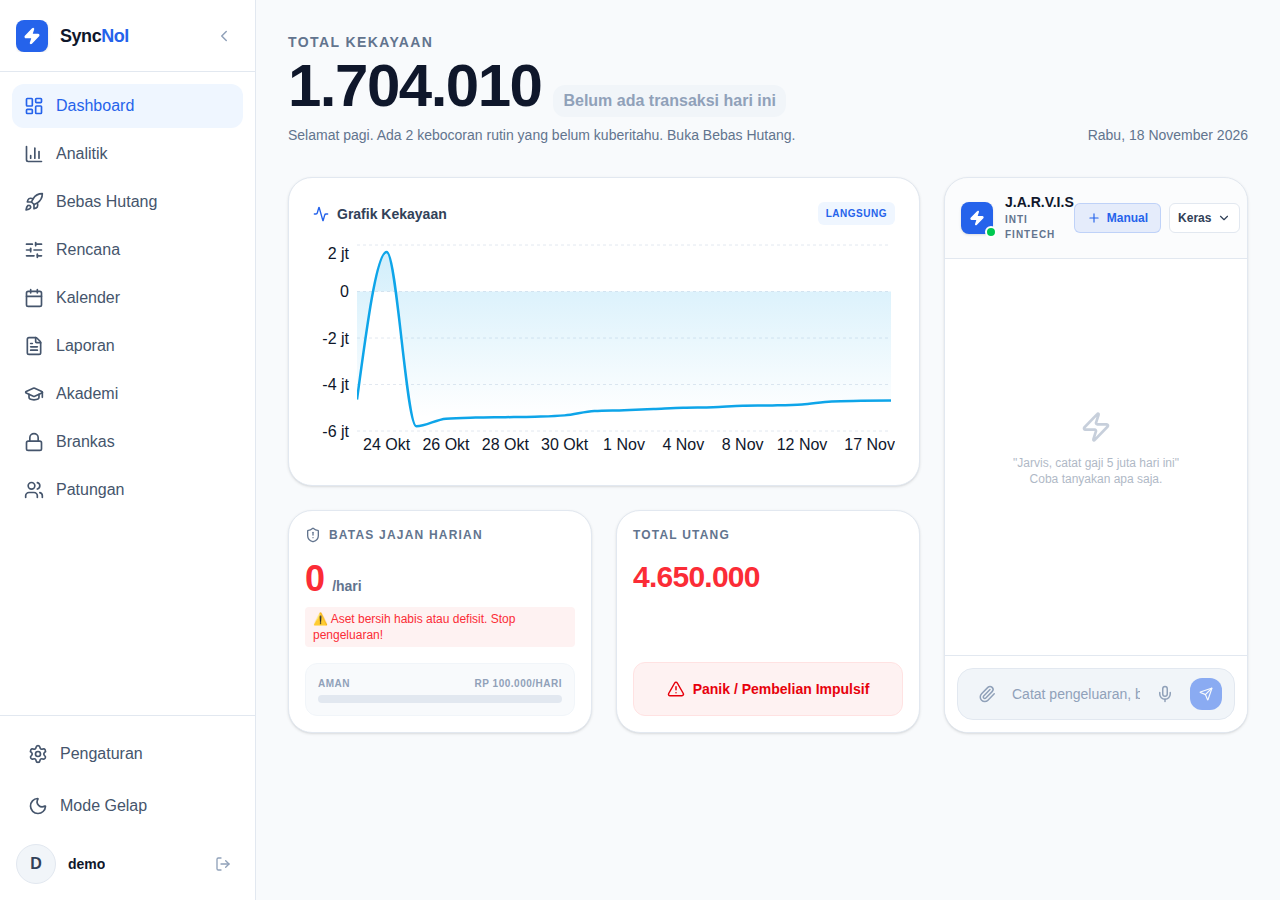 SyncNol
Dashboard
Analitik
Bebas Hutang
Rencana
Kalender
Laporan
Akademi
Brankas
Patungan
Pengaturan
Mode Gelap
D
demo
TOTAL KEKAYAAN
1.704.010
Belum ada transaksi hari ini
Selamat pagi. Ada 2 kebocoran rutin yang belum kuberitahu. Buka Bebas Hutang.
Rabu, 18 November 2026
Grafik Kekayaan
LANGSUNG
2 jt
0
-2 jt
-4 jt
-6 jt
24 Okt
26 Okt
28 Okt
30 Okt
1 Nov
4 Nov
8 Nov
12 Nov
17 Nov
BATAS JAJAN HARIAN
0 /hari
⚠️ Aset bersih habis atau defisit. Stop
pengeluaran!
AMAN
RP 100.000/HARI
TOTAL UTANG
4.650.000
Panik / Pembelian Impulsif
J.A.R.V.I.S
INTI
FINTECH
Manual
Keras
"Jarvis, catat gaji 5 juta hari ini"
Coba tanyakan apa saja.
Catat pengeluaran,